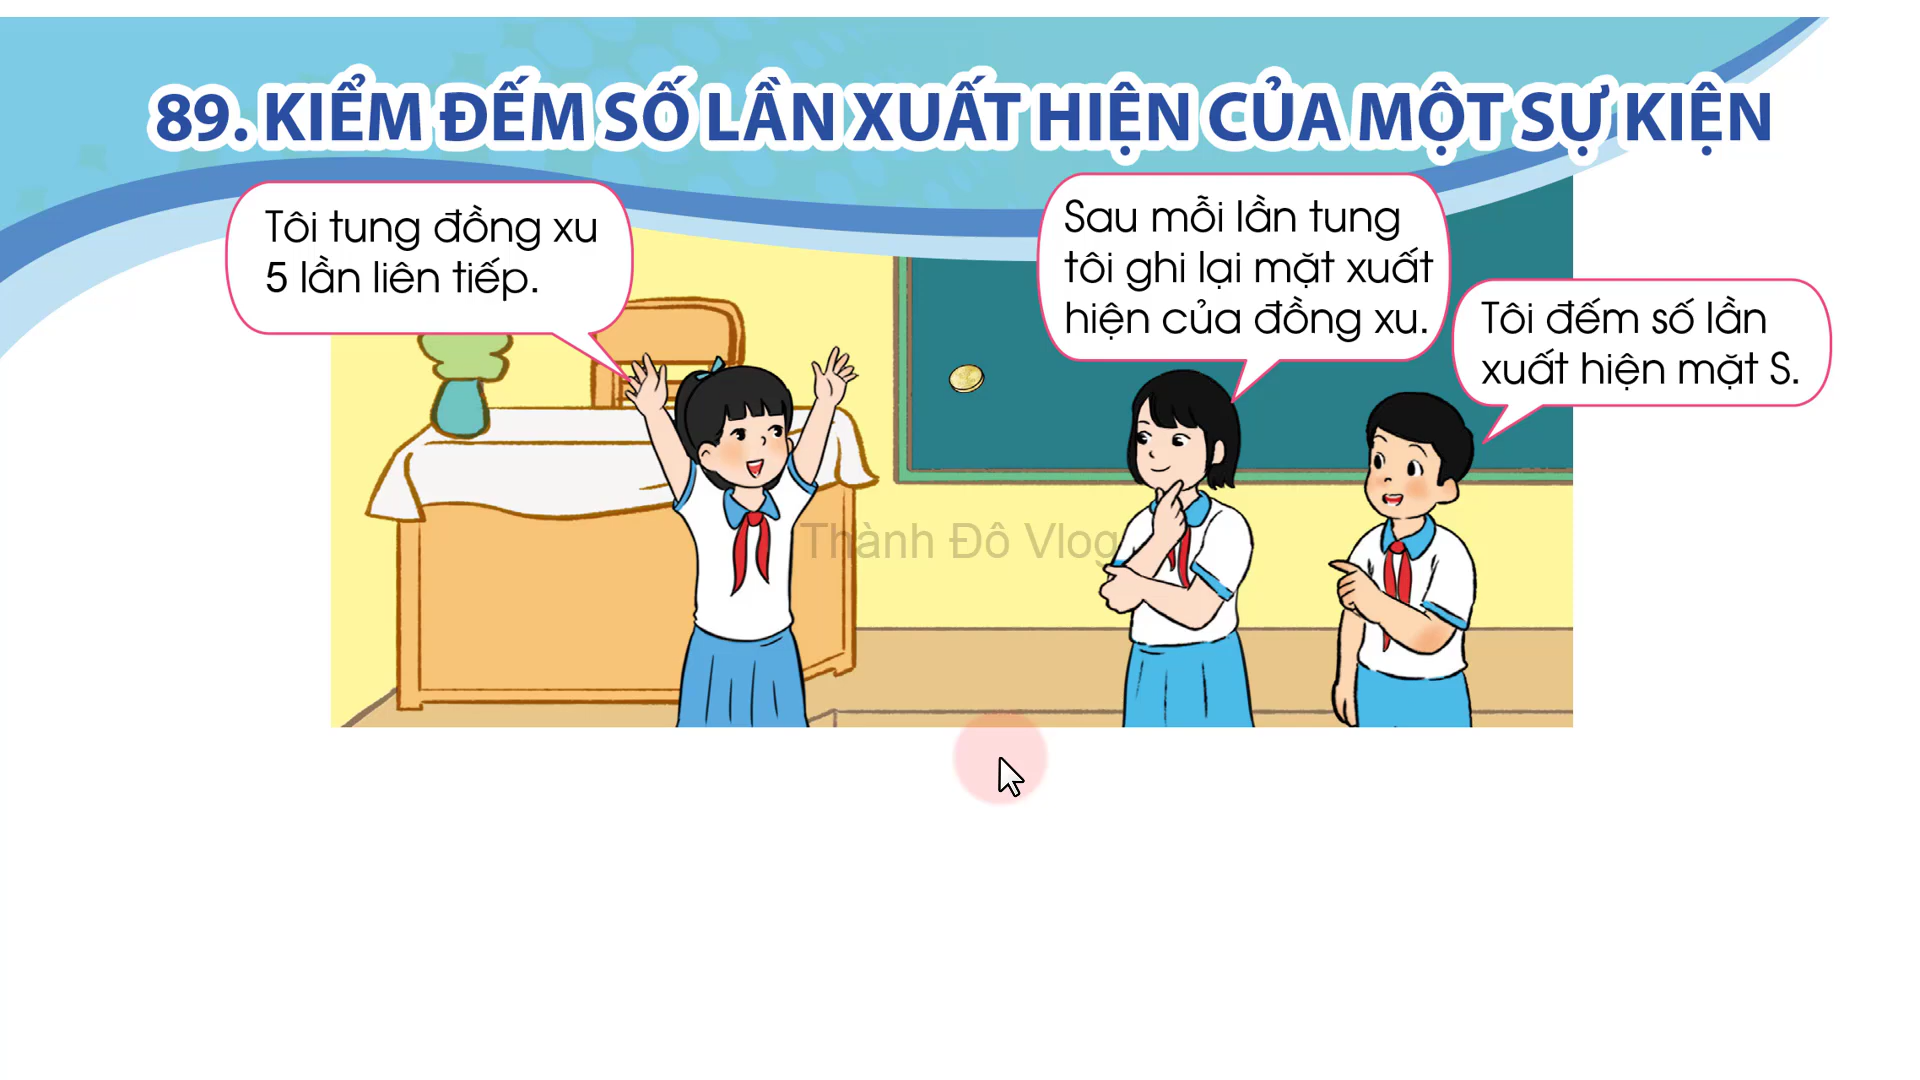 89. KIỂM ĐẾM SỐ LẦN XUẤT HIỆN CỦA MỘT SỰ KIỆN
Tôi tung đồng xu
5 lần liên tiếp.
Sau mỗi lần tung
tôi ghi lại mặt xuất
hiện của đồng xu.
Tôi đếm số lần
xuất hiện mặt S.
Thành Đô Vlog